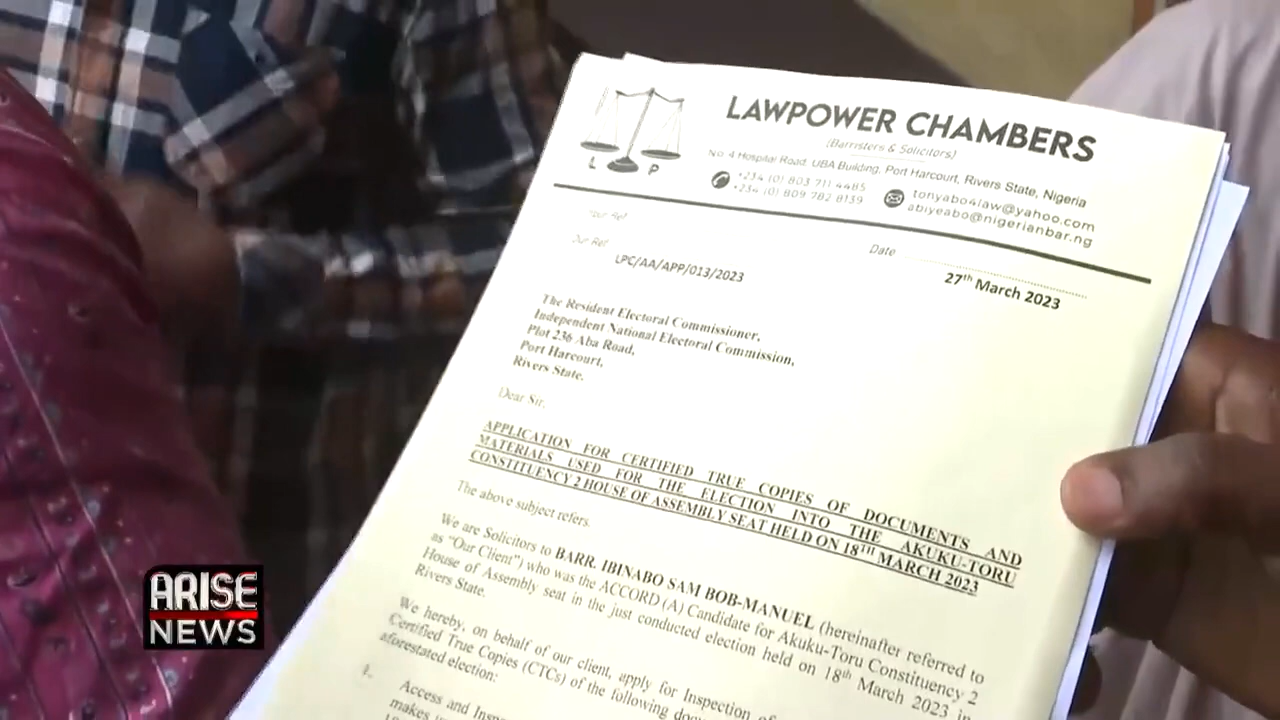 LAWPOWER CHAMBERS
(Barristers & Solicitors)
No. 4 Hospital Road, UBA Building, Port Harcourt, Rivers State, Nigeria
+234 (0) 803 711 4485
+234 (0) 809 782 8139
tonyabo4law@yahoo.com
abiyeabo@nigerianbar.ng
L P
Your Ref
Our Ref
LPC/AA/APP/013/2023
Date
27th March 2023
The Resident Electoral Commissioner,
Independent National Electoral Commission,
Plot 236 Aba Road,
Port Harcourt,
Rivers State.
Dear Sir,
APPLICATION FOR CERTIFIED TRUE COPIES OF DOCUMENTS AND
MATERIALS USED FOR THE ELECTION INTO THE AKUKU-TORU
CONSTITUENCY 2 HOUSE OF ASSEMBLY SEAT HELD ON 18TH MARCH 2023
The above subject refers.
We are Solicitors to BARR. IBINABO SAM BOB-MANUEL (hereinafter referred to
as "Our Client") who was the ACCORD (A) Candidate for Akuku-Toru Constituency 2
House of Assembly seat in the just conducted election held on 18th March 2023 in
Rivers State.
We hereby, on behalf of our client, apply for Inspection of
Certified True Copies (CTCs) of the following
aforestated election:
Access and
ARISE
NEWS